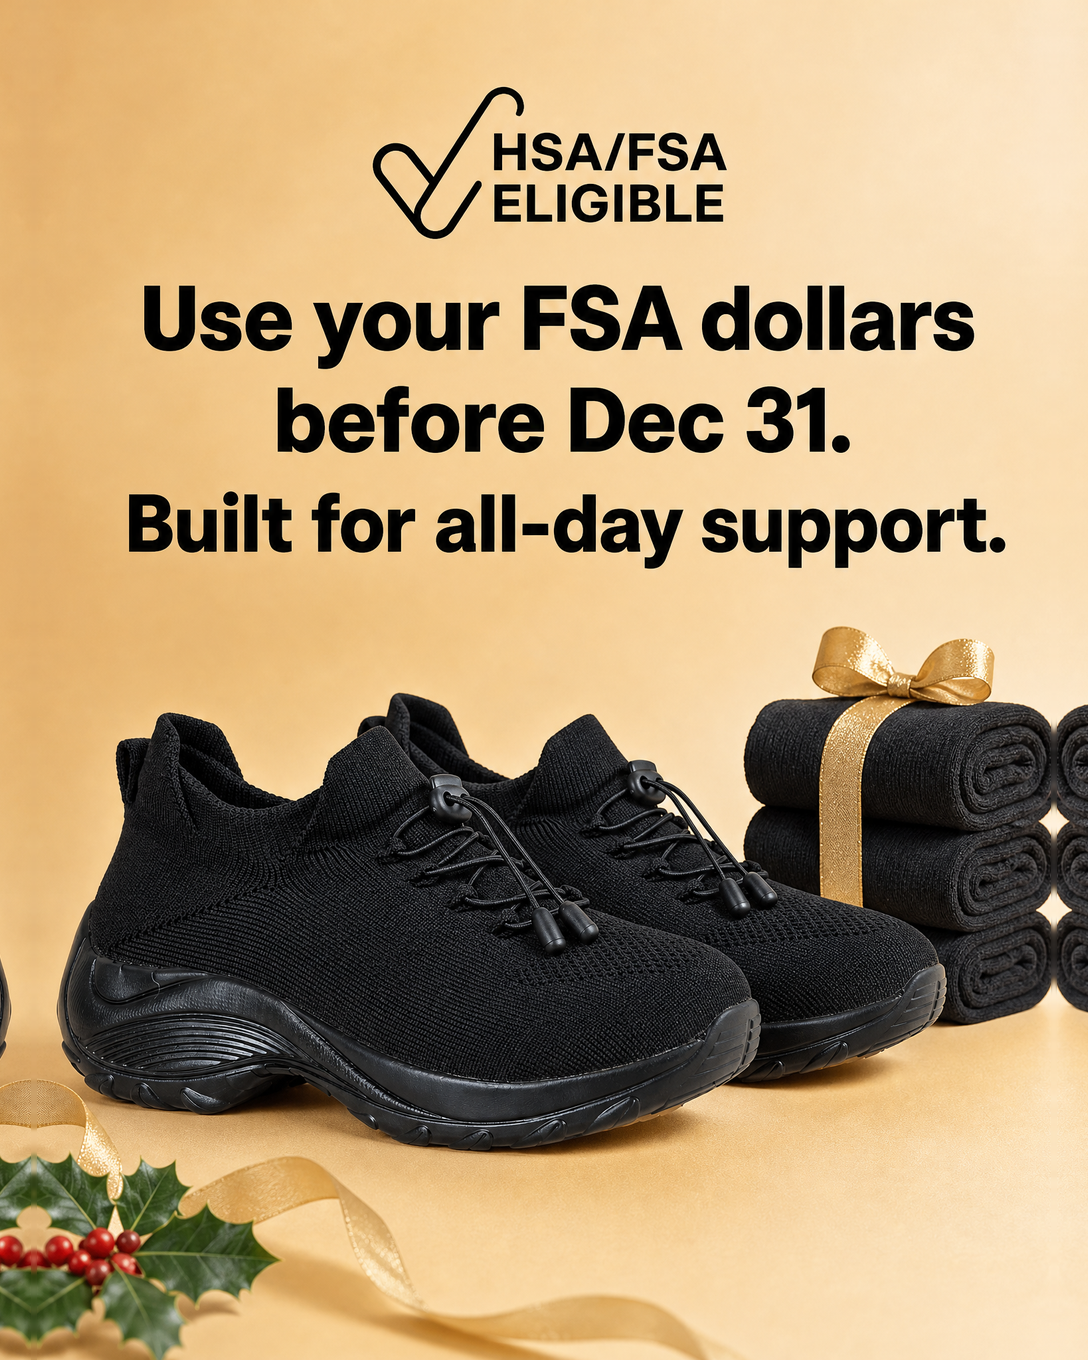 HSA/FSA
ELIGIBLE
Use your FSA dollars
before Dec 31.
Built for all-day support.